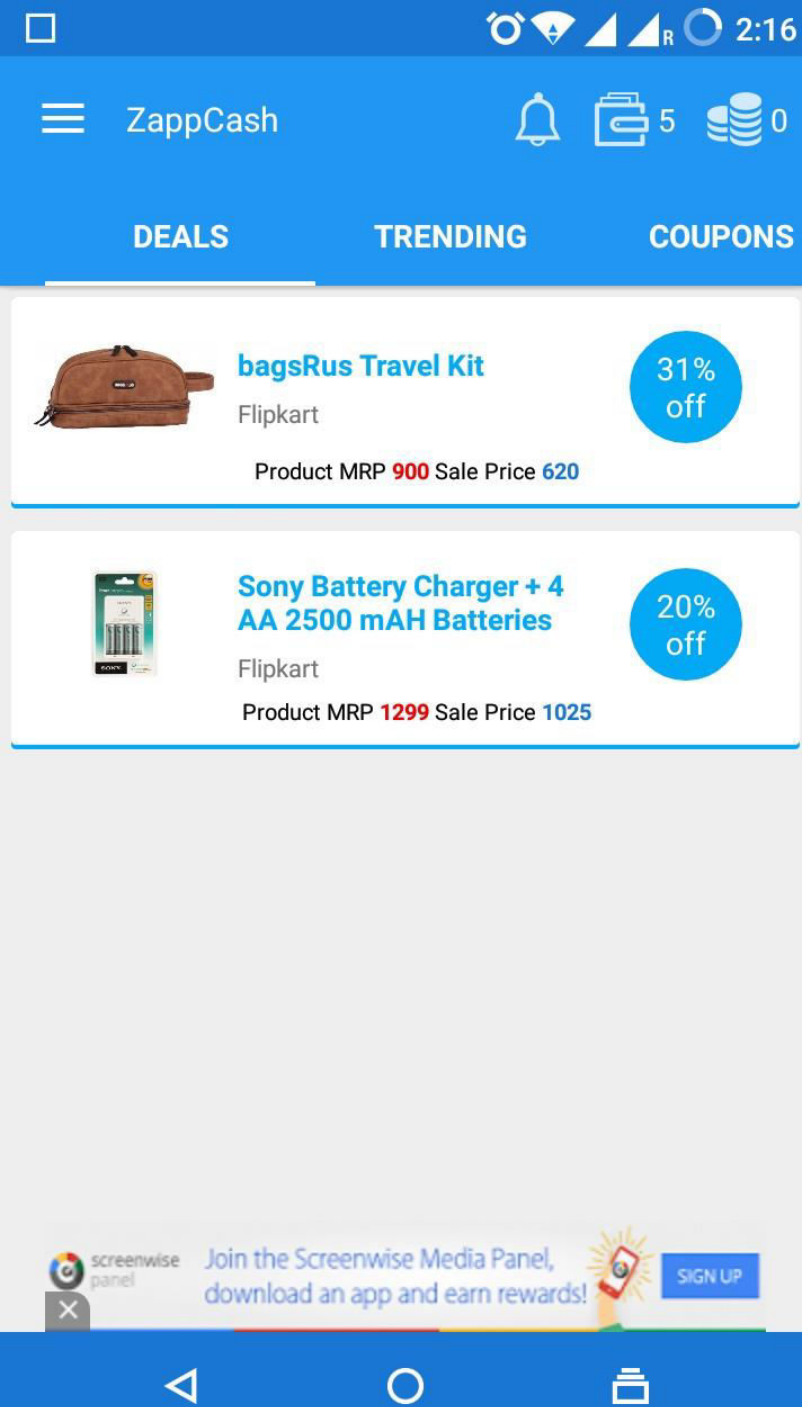 R 2:16
ZappCash
5
0
DEALS
TRENDING
COUPONS
bagsRus Travel Kit
Flipkart
31%
off
Product MRP 900 Sale Price 620
Sony Battery Charger + 4
AA 2500 mAH Batteries
Flipkart
20%
off
Product MRP 1299 Sale Price 1025
SONY
screenwise
panel
Join the Screenwise Media Panel,
download an app and earn rewards!
SIGN UP